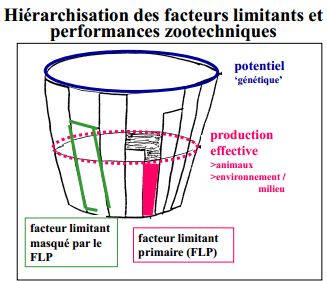 Hiérarchisation des facteurs limitants et
performances zootechniques
potentiel
'génétique'
production
effective
>animaux
>environnement /
milieu
facteur limitant
masqué par le
FLP
facteur limitant
primaire (FLP)